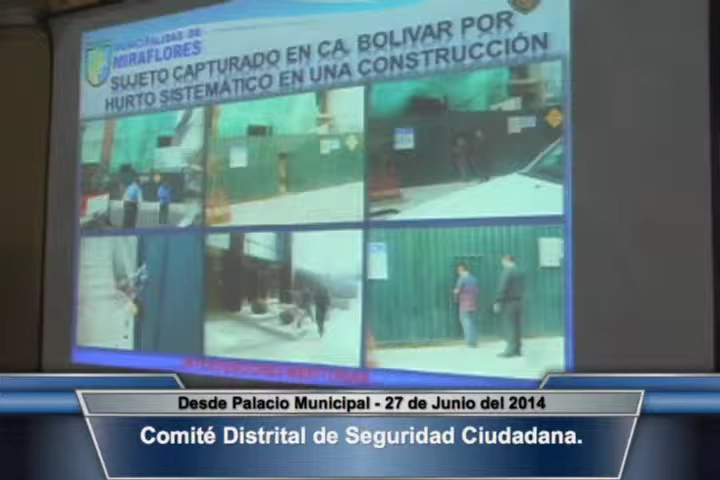 MUNICIPALIDAD DE
MIRAFLORES
SUJETO CAPTURADO EN CA. BOLIVAR POR
HURTO SISTEMÁTICO EN UNA CONSTRUCCIÓN
Desde Palacio Municipal - 27 de Junio del 2014
Comité Distrital de Seguridad Ciudadana.